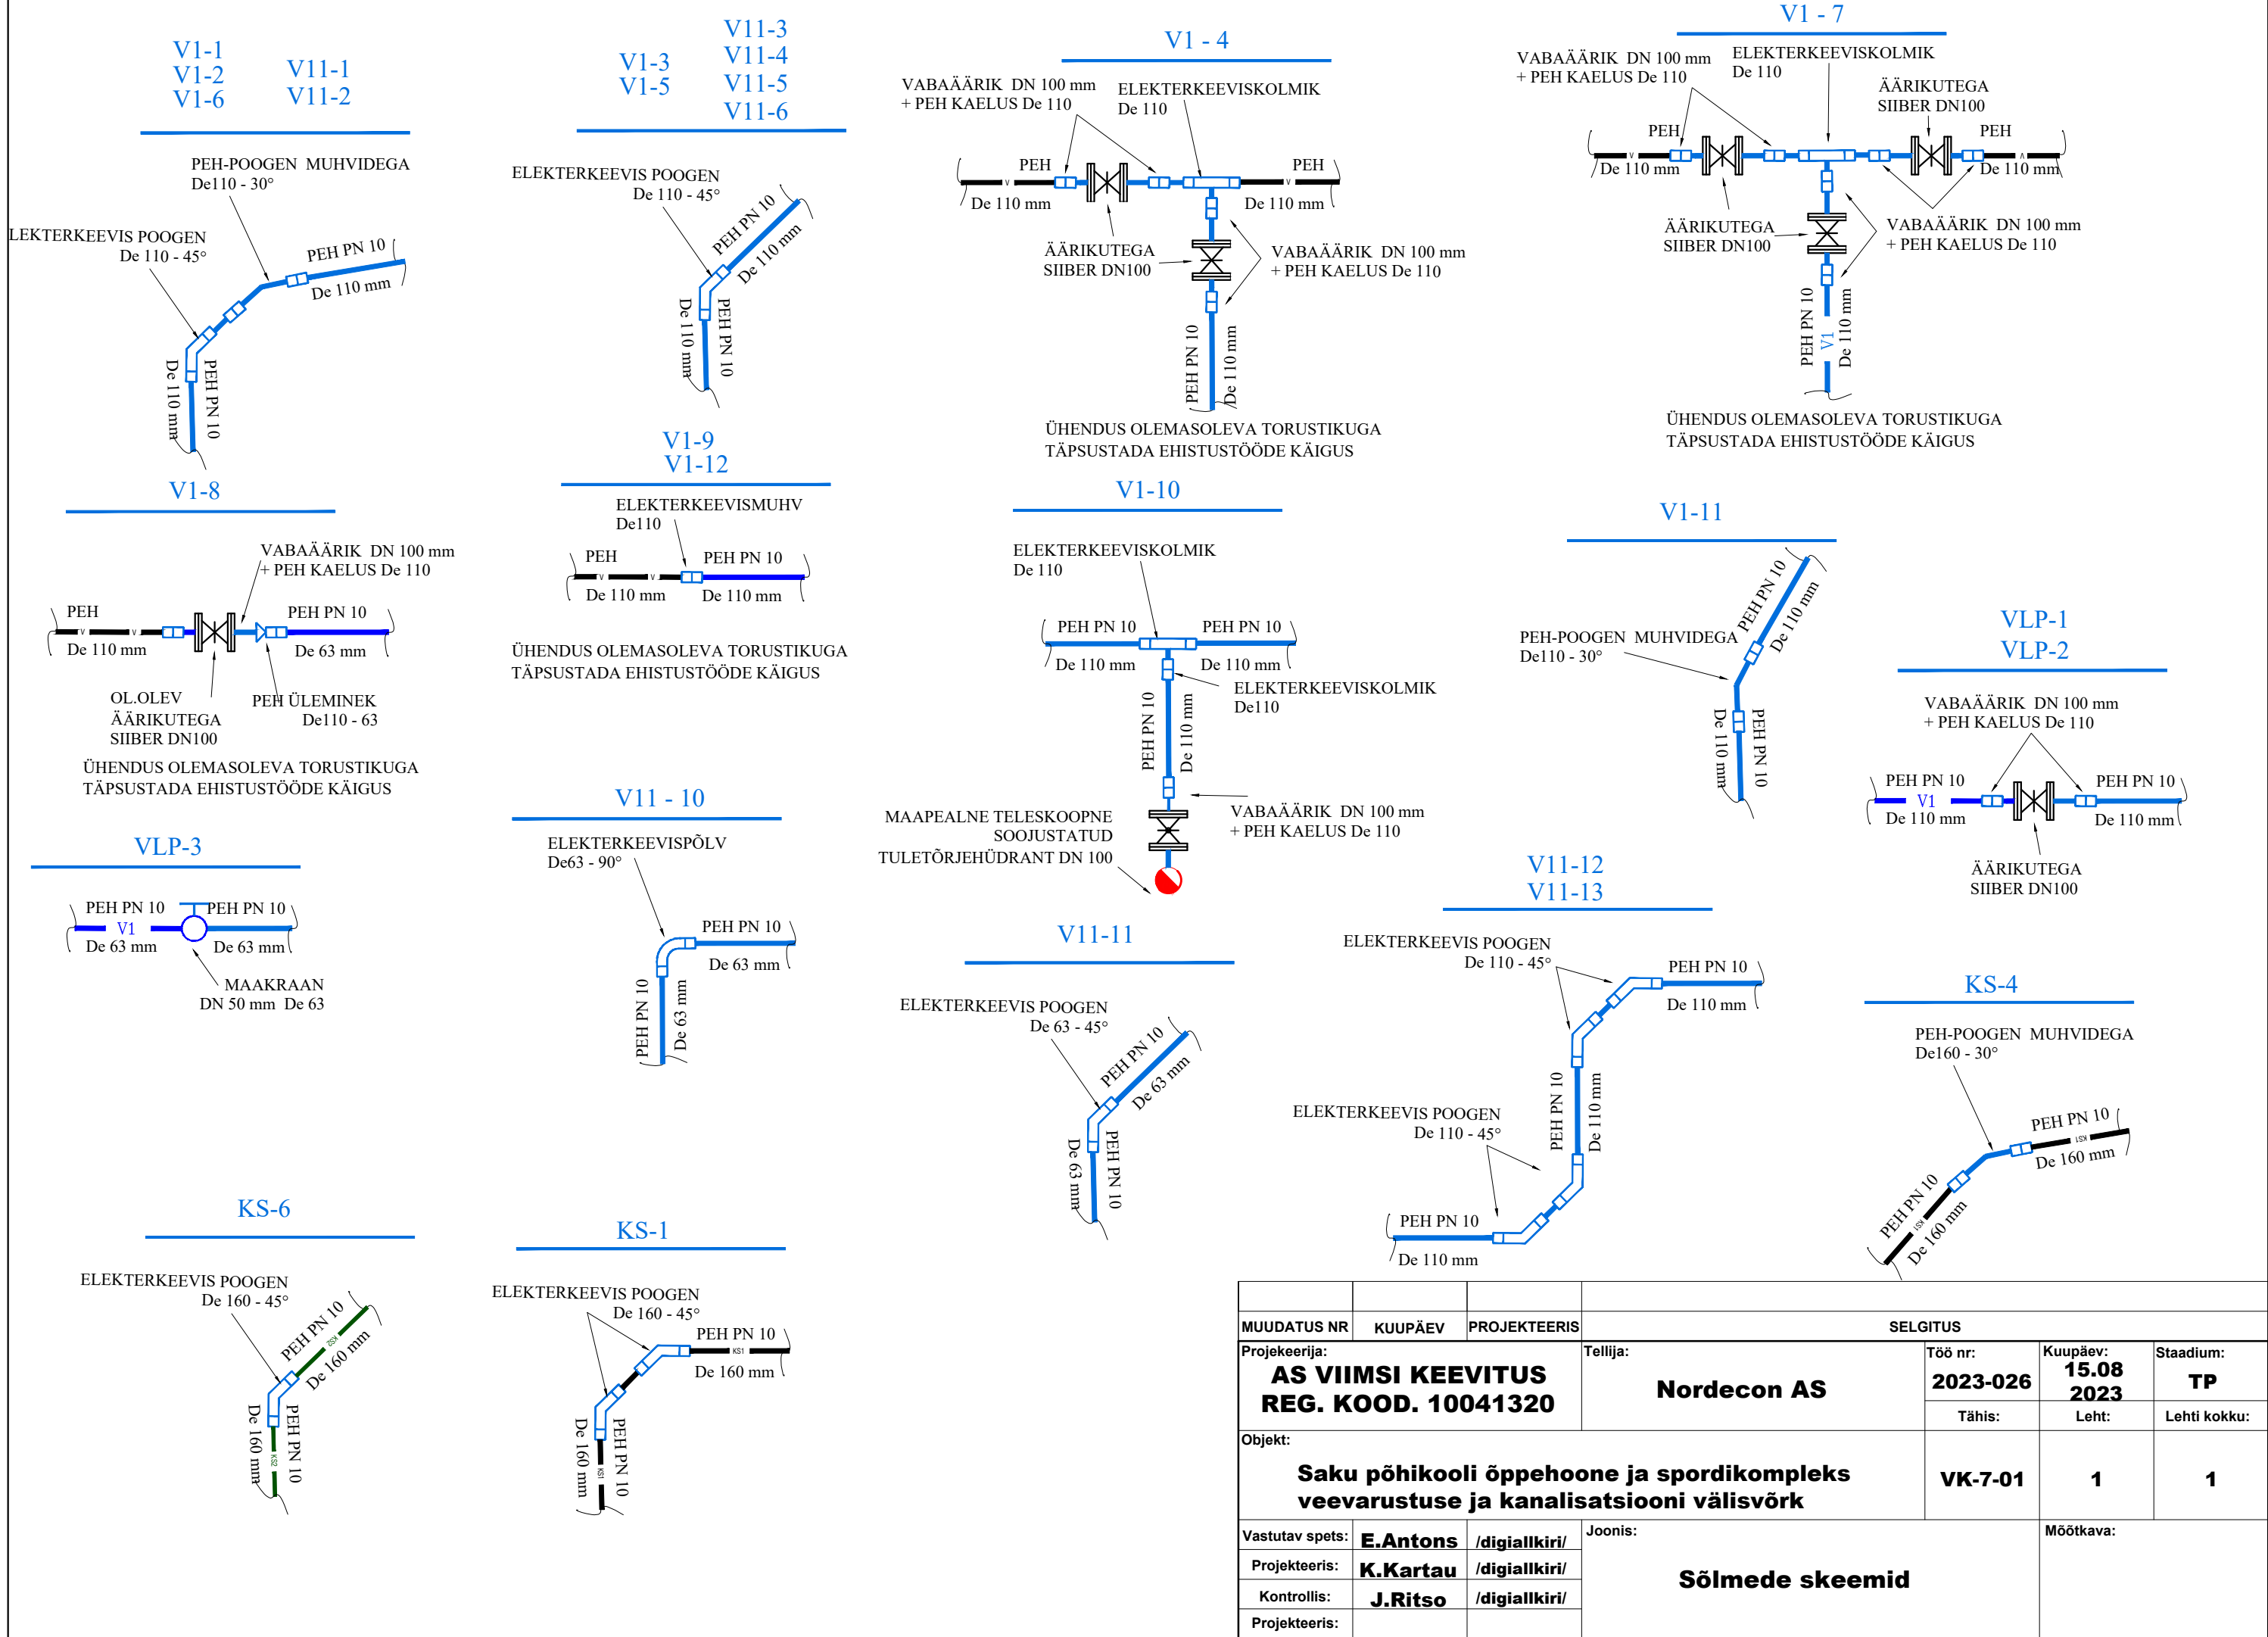 V1-1
V1-2
V1-6
V11-1
V11-2
PEH-POOGEN MUHVIDEGA
De110 - 30°
LEKTERKEEVIS POOGEN
De 110 - 45°
PEH PN 10
De 110 mm
PEH PN 10
De 110 mm
V1-3
V1-5
V11-3
V11-4
V11-5
V11-6
ELEKTERKEEVIS POOGEN
De 110 - 45°
PEH PN 10
De 110 mm
PEH PN 10
De 110 mm
V1 - 4
VABAÄÄRIK DN 100 mm
+ PEH KAELUS De 110
ELEKTERKEEVISKOLMIK
De 110
PEH
V
De 110 mm
PEH
V
De 110 mm
ÄÄRIKUTEGA
SIIBER DN100
VABAÄÄRIK DN 100 mm
+ PEH KAELUS De 110
PEH PN 10
De 110 mm
ÜHENDUS OLEMASOLEVA TORUSTIKUGA
TÄPSUSTADA EHISTUSTÖÖDE KÄIGUS
V1 - 7
VABAÄÄRIK DN 100 mm
+ PEH KAELUS De 110
ELEKTERKEEVISKOLMIK
De 110
ÄÄRIKUTEGA
SIIBER DN100
PEH
V
De 110 mm
PEH
V
De 110 mm
ÄÄRIKUTEGA
SIIBER DN100
VABAÄÄRIK DN 100 mm
+ PEH KAELUS De 110
PEH PN 10
V1
De 110 mm
ÜHENDUS OLEMASOLEVA TORUSTIKUGA
TÄPSUSTADA EHISTUSTÖÖDE KÄIGUS
V1-8
VABAÄÄRIK DN 100 mm
+ PEH KAELUS De 110
PEH
V V
De 110 mm
PEH PN 10
De 63 mm
OL.OLEV
ÄÄRIKUTEGA
SIIBER DN100
PEH ÜLEMINEK
De110 - 63
ÜHENDUS OLEMASOLEVA TORUSTIKUGA
TÄPSUSTADA EHISTUSTÖÖDE KÄIGUS
V1-9
V1-12
ELEKTERKEEVISMUHV
De110
PEH
V V
De 110 mm
PEH PN 10
De 110 mm
ÜHENDUS OLEMASOLEVA TORUSTIKUGA
TÄPSUSTADA EHISTUSTÖÖDE KÄIGUS
V1-10
ELEKTERKEEVISKOLMIK
De 110
PEH PN 10
De 110 mm
PEH PN 10
De 110 mm
ELEKTERKEEVISKOLMIK
De110
PEH PN 10
De 110 mm
VABAÄÄRIK DN 100 mm
+ PEH KAELUS De 110
MAAPEALNE TELESKOOPNE
SOOJUSTATUD
TULETÕRJEHÜDRANT DN 100
V1-11
PEH-POOGEN MUHVIDEGA
De110 - 30°
PEH PN 10
De 110 mm
PEH PN 10
De 110 mm
VLP-1
VLP-2
VABAÄÄRIK DN 100 mm
+ PEH KAELUS De 110
PEH PN 10
V1
De 110 mm
PEH PN 10
De 110 mm
ÄÄRIKUTEGA
SIIBER DN100
VLP-3
PEH PN 10
V1
De 63 mm
PEH PN 10
De 63 mm
MAAKRAAN
DN 50 mm De 63
V11 - 10
ELEKTERKEEVISPÕLV
De63 - 90°
PEH PN 10
De 63 mm
PEH PN 10
De 63 mm
V11-11
ELEKTERKEEVIS POOGEN
De 63 - 45°
PEH PN 10
De 63 mm
PEH PN 10
De 63 mm
V11-12
V11-13
ELEKTERKEEVIS POOGEN
De 110 - 45°
PEH PN 10
De 110 mm
PEH PN 10
De 110 mm
ELEKTERKEEVIS POOGEN
De 110 - 45°
PEH PN 10
De 110 mm
KS-4
PEH-POOGEN MUHVIDEGA
De160 - 30°
PEH PN 10
KS1
De 160 mm
PEH PN 10
KS1
De 160 mm
KS-6
ELEKTERKEEVIS POOGEN
De 160 - 45°
PEH PN 10
KS2
De 160 mm
PEH PN 10
KS2
De 160 mm
KS-1
ELEKTERKEEVIS POOGEN
De 160 - 45°
PEH PN 10
KS1
De 160 mm
PEH PN 10
KS1
De 160 mm
MUUDATUS NR KUUPÄEV PROJEKTEERIS SELGITUS
Projekeerija:
AS VIIMSI KEEVITUS
REG. KOOD. 10041320
Tellija:
Nordecon AS
Töö nr:
2023-026
Kuupäev:
15.08
2023
Staadium:
TP
Tähis: Leht: Lehti kokku:
Objekt:
Saku põhikooli õppehoone ja spordikompleks
veevarustuse ja kanalisatsiooni välisvõrk
VK-7-01 1 1
Vastutav spets: E.Antons /digiallkiri/
Projekteeris: K.Kartau /digiallkiri/
Kontrollis: J.Ritso /digiallkiri/
Projekteeris:
Joonis:
Sõlmede skeemid
Mõõtkava: